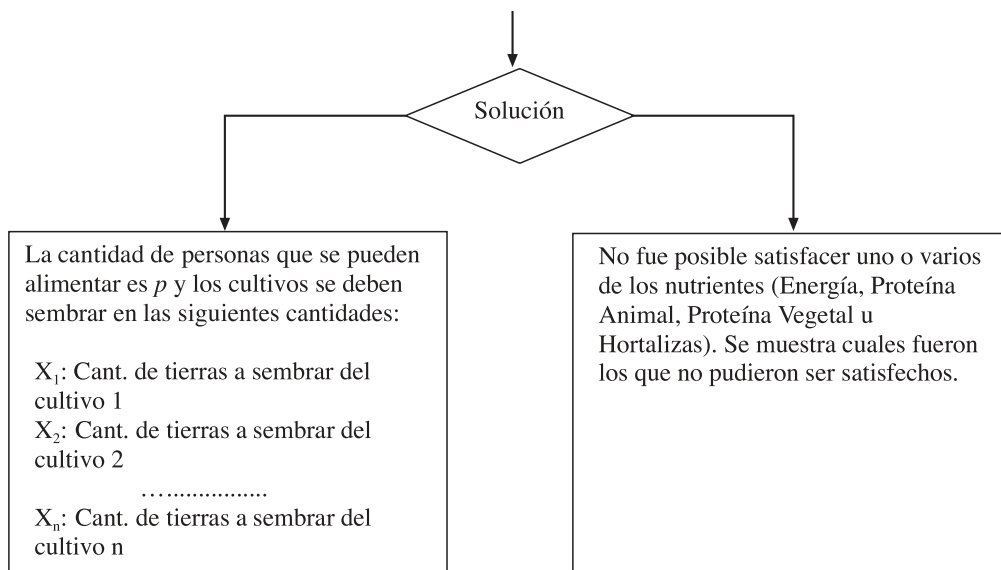 Solución
La cantidad de personas que se pueden
alimentar es p y los cultivos se deben
sembrar en las siguientes cantidades:
X₁: Cant. de tierras a sembrar del
cultivo 1
X₂: Cant. de tierras a sembrar del
cultivo 2
…................
Xₙ: Cant. de tierras a sembrar del
cultivo n
No fue posible satisfacer uno o varios
de los nutrientes (Energía, Proteína
Animal, Proteína Vegetal u
Hortalizas). Se muestra cuales fueron
los que no pudieron ser satisfechos.